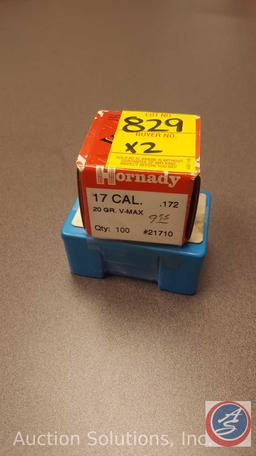 LOT NO
829
BUYER NO.
X2
Hornady
17 CAL. .172
20 GR. V-MAX
Qty: 100 #21710
Auction Solutions, Inc
AS